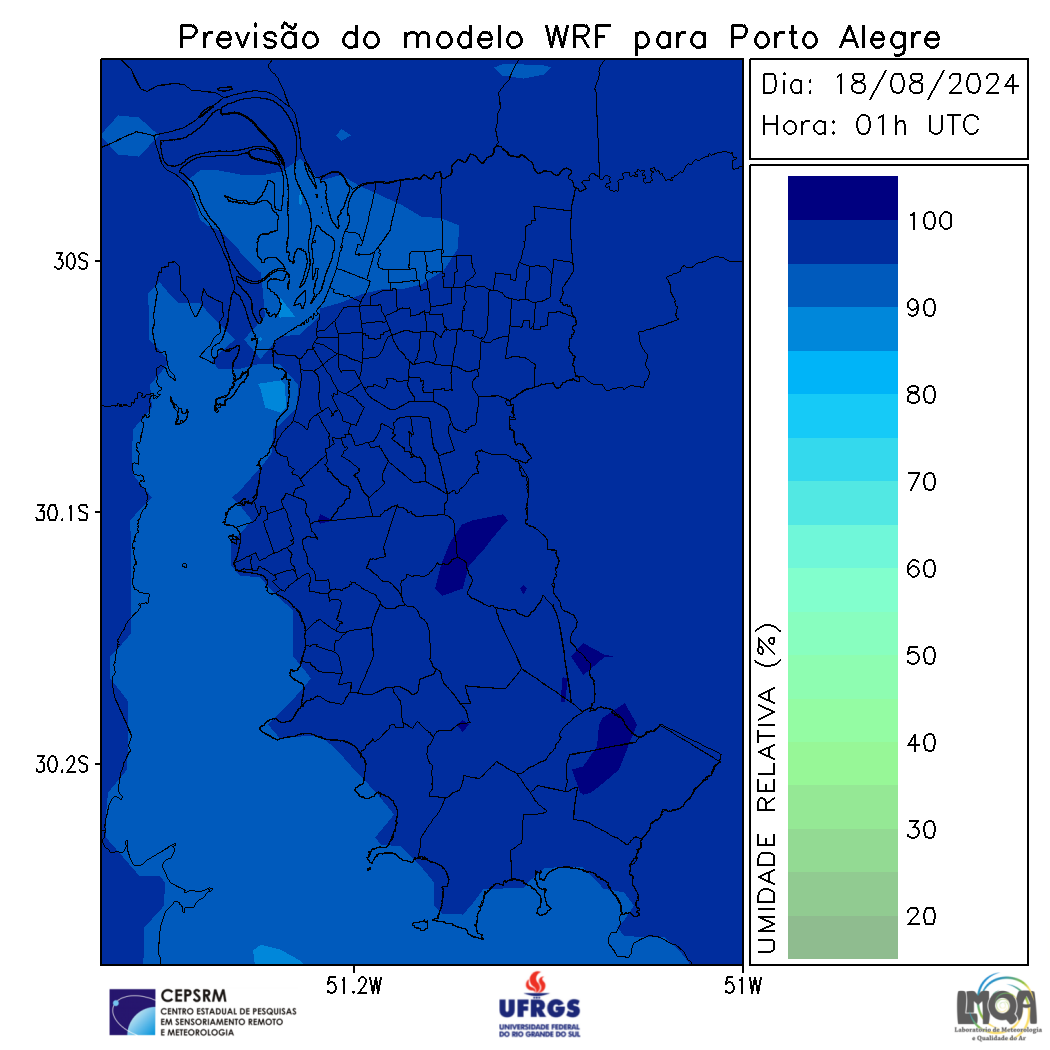 Previsão do modelo WRF para Porto Alegre
Dia: 18/08/2024
Hora: 01h UTC
100
90
80
70
60
50
40
30
20
UMIDADE RELATIVA (%)
30S
30.1S
30.2S
51.2W
51W
CEPSRM
CENTRO ESTADUAL DE PESQUISAS
EM SENSORIAMENTO REMOTO
E METEOROLOGIA
UFRGS
UNIVERSIDADE FEDERAL
DO RIO GRANDE DO SUL
LMQA
Laboratório de Meteorologia
e Qualidade do Ar